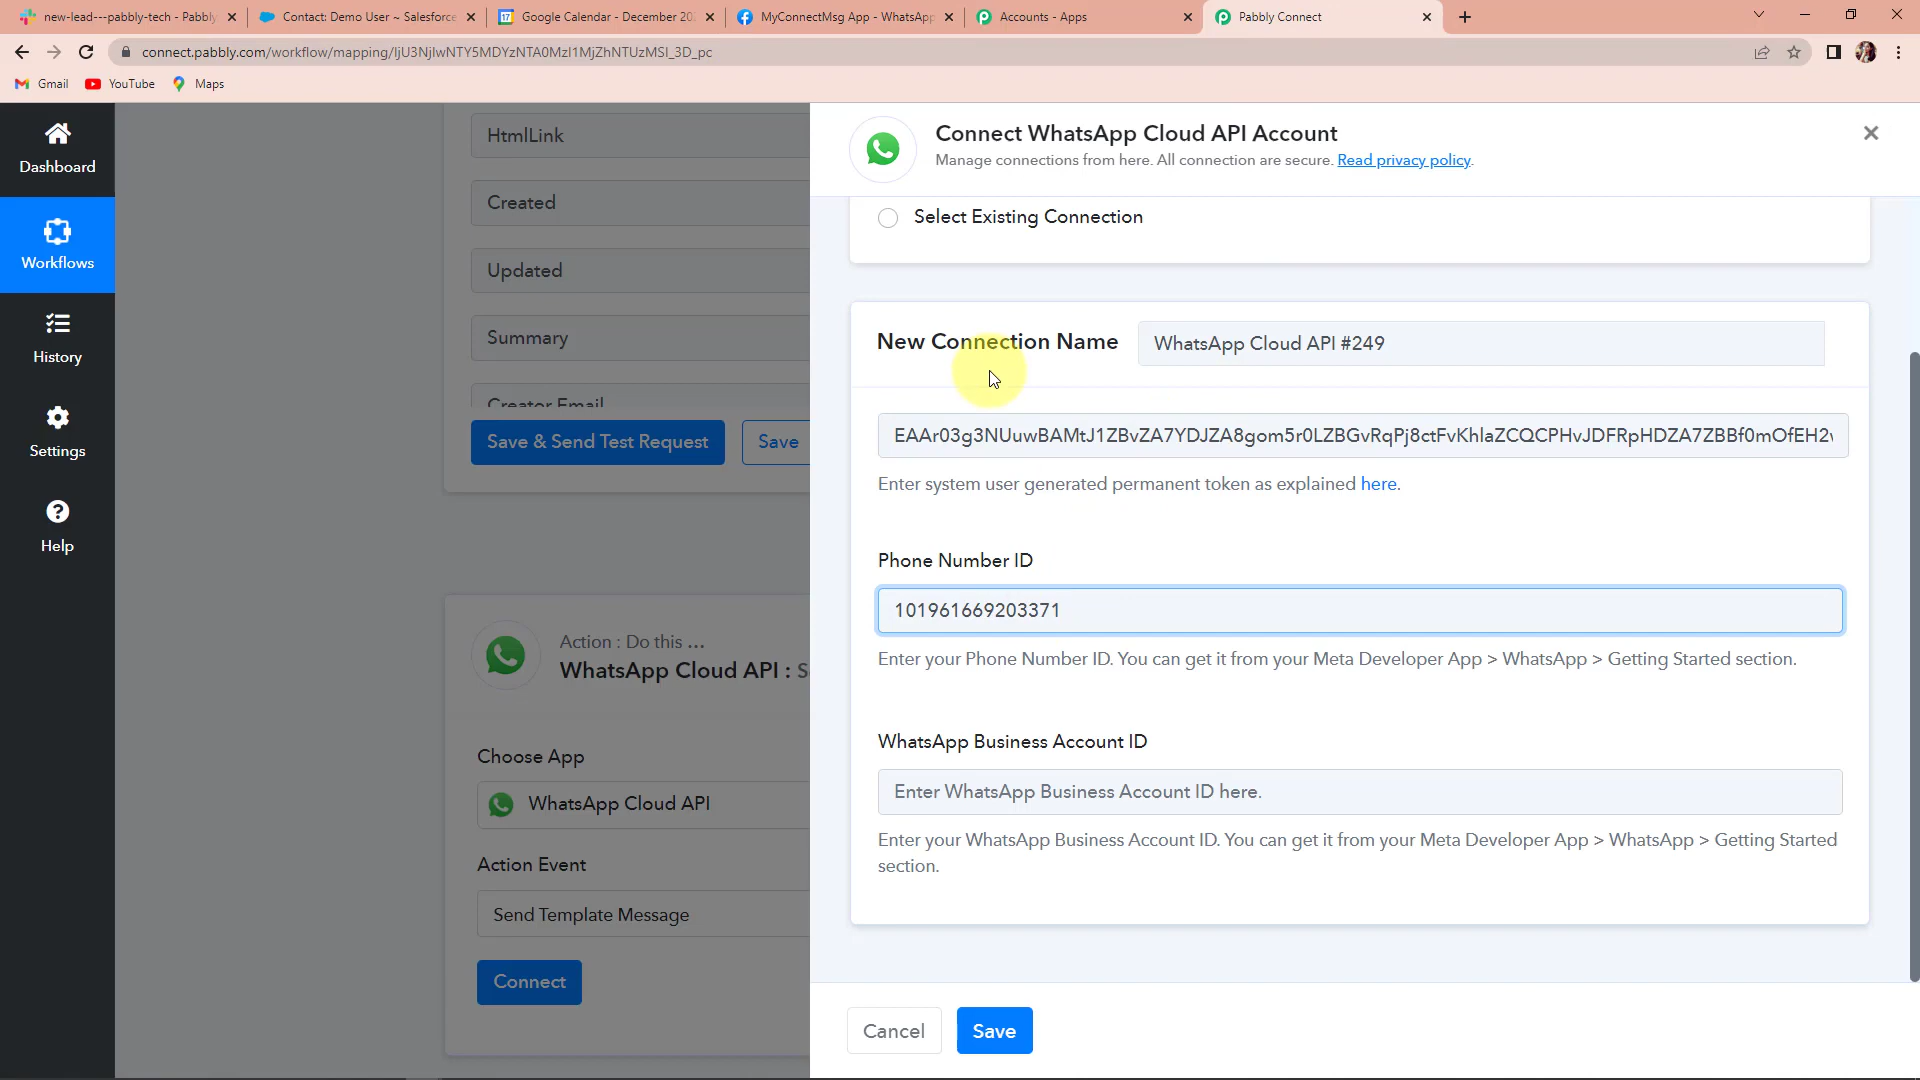 new-lead---pabbly-tech - Pabbly
Contact: Demo User ~ Salesforce
Google Calendar - December 20
MyConnectMsg App - WhatsApp
Accounts - Apps
Pabbly Connect
connect.pabbly.com/workflow/mapping/IjU3NjIwNTY5MDYzNTA0MzI1MjZhNTUzMSI_3D_pc
Gmail
YouTube
Maps
Dashboard
Workflows
History
Settings
Help
HtmlLink
Created
Updated
Summary
Creator Email
Save & Send Test Request
Save
Action : Do this ...
WhatsApp Cloud API : S
Choose App
WhatsApp Cloud API
Action Event
Send Template Message
Connect
Connect WhatsApp Cloud API Account
Manage connections from here. All connection are secure. Read privacy policy.
Select Existing Connection
New Connection Name
WhatsApp Cloud API #249
EAAr03g3NUuwBAMtJ1ZBvZA7YDJZA8gom5r0LZBGvRqPj8ctFvKhlaZCQCPHvJDFRpHDZA7ZBBf0mOfEH2
Enter system user generated permanent token as explained here.
Phone Number ID
101961669203371
Enter your Phone Number ID. You can get it from your Meta Developer App > WhatsApp > Getting Started section.
WhatsApp Business Account ID
Enter WhatsApp Business Account ID here.
Enter your WhatsApp Business Account ID. You can get it from your Meta Developer App > WhatsApp > Getting Started
section.
Cancel
Save